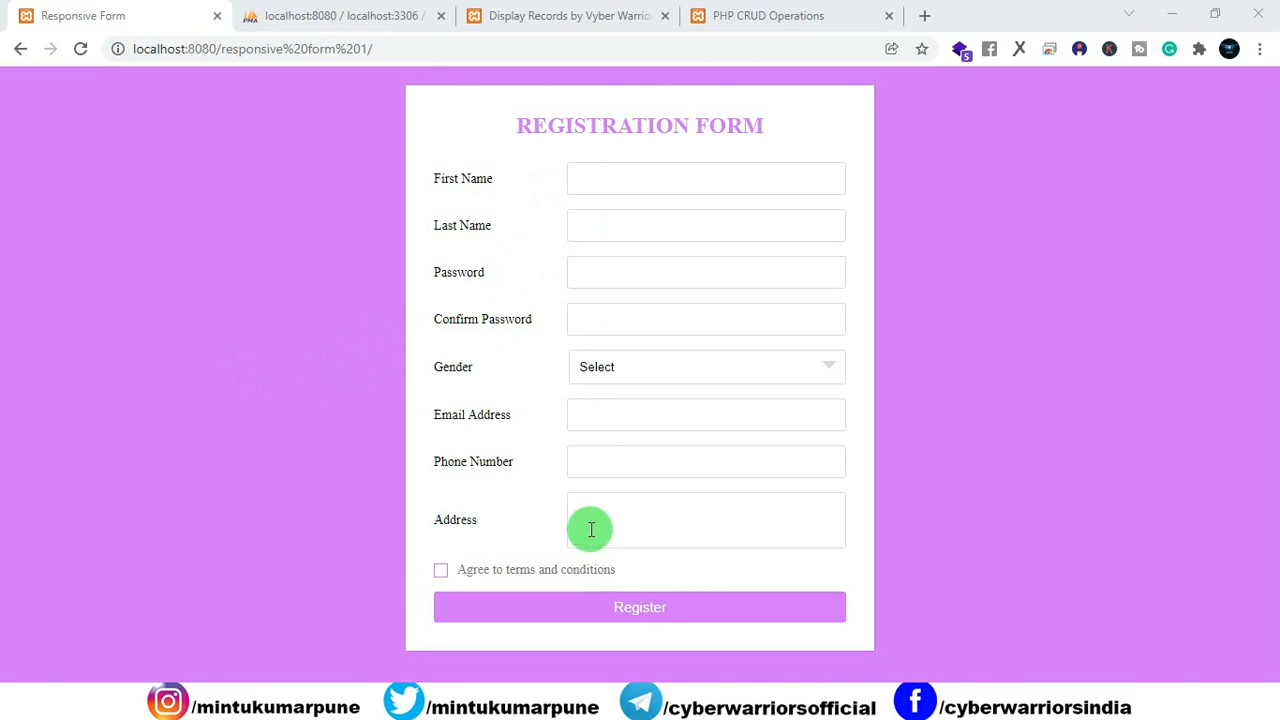 Responsive Form
localhost:8080 / localhost:3306 /
Display Records by Vyber Warrio
PHP CRUD Operations
localhost:8080/responsive%20form%201/
5
REGISTRATION FORM
First Name
Last Name
Password
Confirm Password
Gender
Select
Email Address
Phone Number
Address
Agree to terms and conditions
Register
/mintukumarpune
/mintukumarpune
/cyberwarriorsofficial
/cyberwarriorsindia